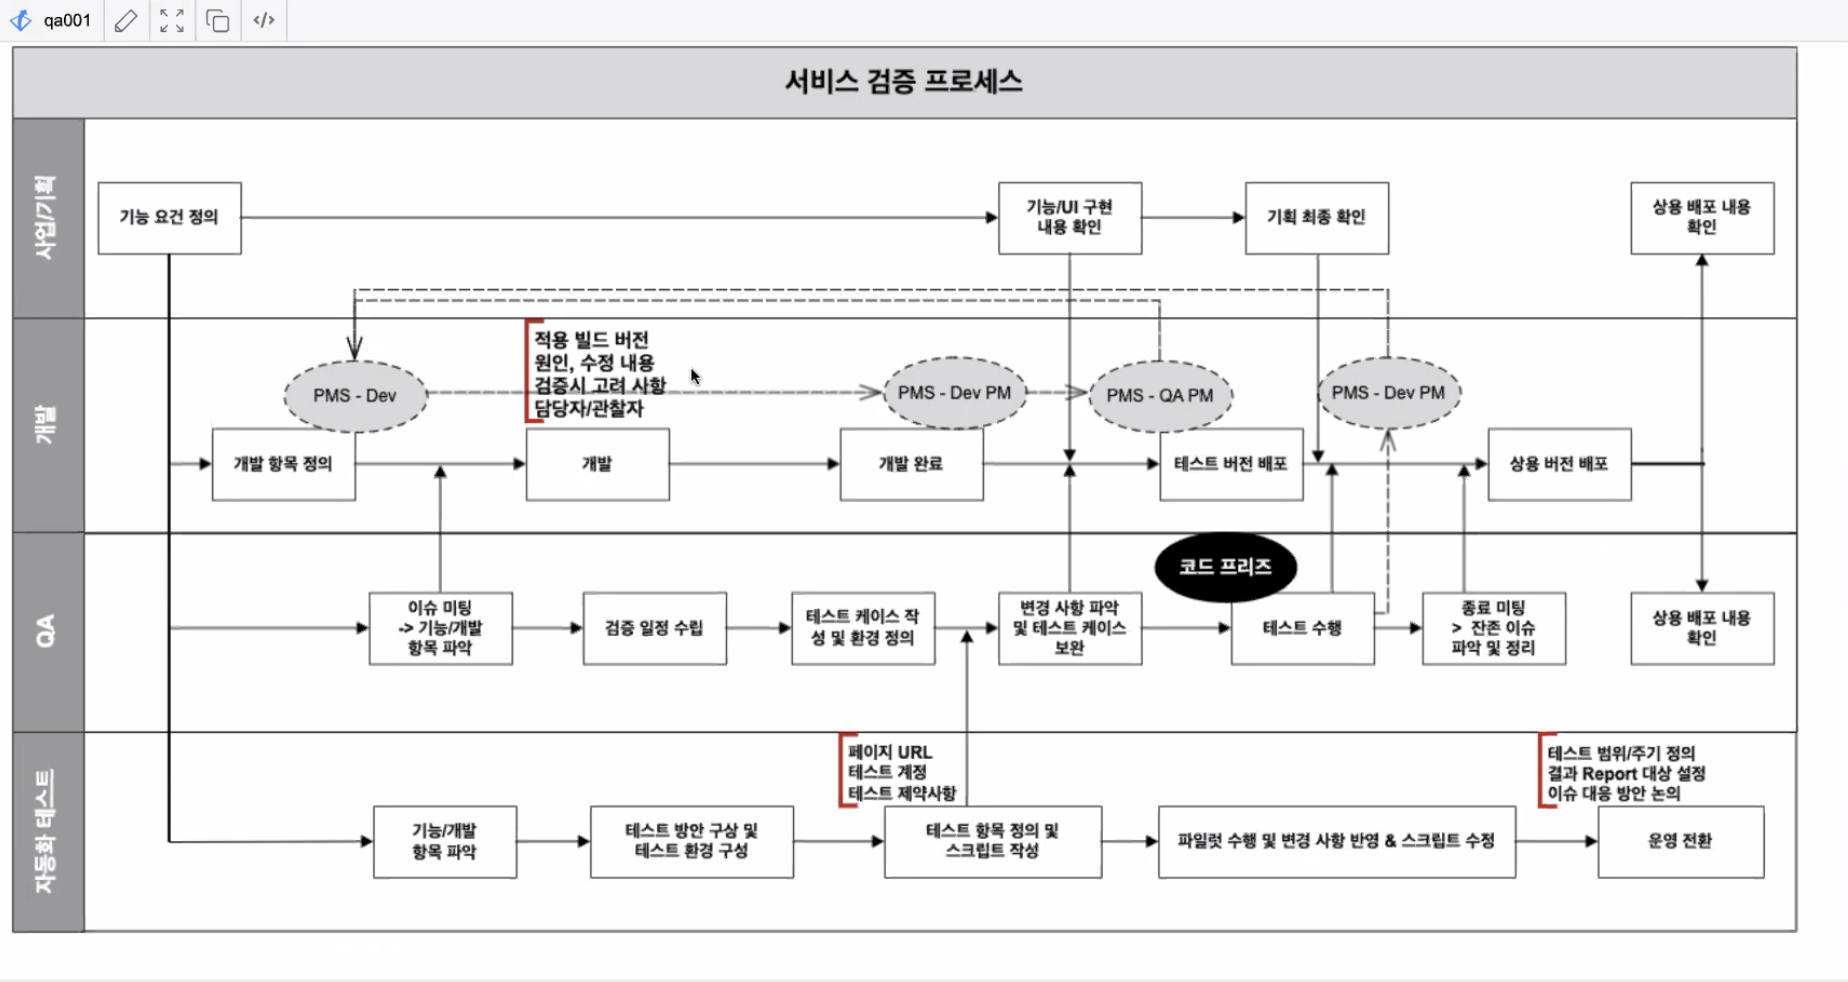 qa001
서비스 검증 프로세스
사업/기획
기능 요건 정의
기능/UI 구현
내용 확인
기획 최종 확인
상용 배포 내용
확인
개발
적용 빌드 버전
원인, 수정 내용
검증시 고려 사항
담당자/관찰자
PMS - Dev
PMS - Dev PM
PMS - QA PM
PMS - Dev PM
개발 항목 정의
개발
개발 완료
테스트 버전 배포
상용 버전 배포
QA
코드 프리즈
이슈 미팅
-> 기능/개발
항목 파악
검증 일정 수립
테스트 케이스 작
성 및 환경 정의
변경 사항 파악
및 테스트 케이스
보완
테스트 수행
종료 미팅
> 잔존 이슈
파악 및 정리
상용 배포 내용
확인
자동화 테스트
페이지 URL
테스트 계정
테스트 제약사항
테스트 범위/주기 정의
결과 Report 대상 설정
이슈 대응 방안 논의
기능/개발
항목 파악
테스트 방안 구상 및
테스트 환경 구성
테스트 항목 정의 및
스크립트 작성
파일럿 수행 및 변경 사항 반영 & 스크립트 수정
운영 전환